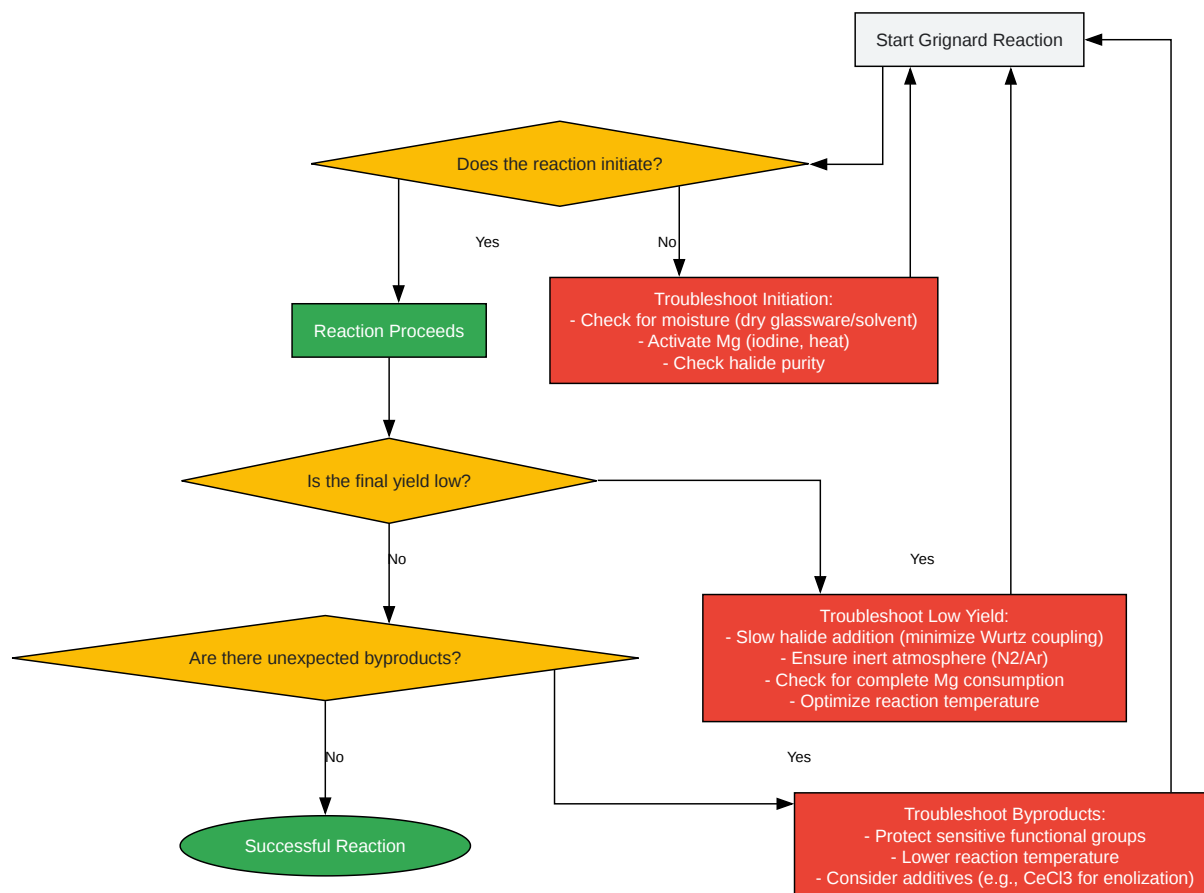 Start Grignard Reaction
Does the reaction initiate?
Yes
No
Troubleshoot Initiation:
- Check for moisture (dry glassware/solvent)
- Activate Mg (iodine, heat)
- Check halide purity
Reaction Proceeds
Is the final yield low?
No
Yes
Troubleshoot Low Yield:
- Slow halide addition (minimize Wurtz coupling)
- Ensure inert atmosphere (N2/Ar)
- Check for complete Mg consumption
- Optimize reaction temperature
Are there unexpected byproducts?
No
Yes
Troubleshoot Byproducts:
- Protect sensitive functional groups
- Lower reaction temperature
- Consider additives (e.g., CeCl3 for enolization)
Successful Reaction